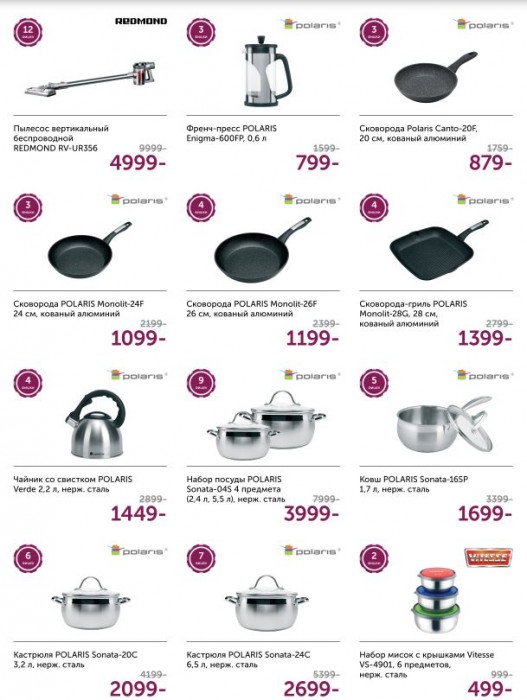 12
REDMOND
Пылесос вертикальный
беспроводной
REDMOND RV-UR356
9999-
4999-
3
polaris
Френч-пресс POLARIS
Enigma-600FP, 0,6 л
1599-
799-
3
polaris
Сковорода Polaris Canto-20F,
20 см, кованый алюминий
1759-
879-
3
polaris
Сковорода POLARIS Monolit-24F
24 см, кованый алюминий
2199-
1099-
4
polaris
Сковорода POLARIS Monolit-26F
26 см, кованый алюминий
2399-
1199-
4
polaris
Сковорода-гриль POLARIS
Monolit-28G, 28 см,
кованый алюминий
2799-
1399-
4
polaris
Чайник со свистком POLARIS
Verde 2,2 л, нерж. сталь
2899-
1449-
9
polaris
Набор посуды POLARIS
Sonata-04S 4 предмета
(2,4 л, 5,5 л), нерж. сталь
7999-
3999-
5
polaris
Ковш POLARIS Sonata-16SP
1,7 л, нерж. сталь
3399-
1699-
6
polaris
Кастрюля POLARIS Sonata-20C
3,2 л, нерж. сталь
4199-
2099-
7
polaris
Кастрюля POLARIS Sonata-24C
6,5 л, нерж. сталь
5399-
2699-
2
VITESSE
Набор мисок с крышками Vitesse
VS-4901, 6 предметов,
нерж. сталь
999-
499-